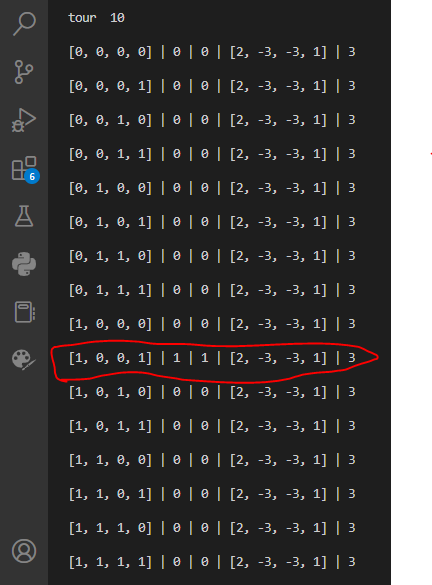 tour  10
[0, 0, 0, 0] | 0 | 0 | [2, -3, -3, 1] | 3
[0, 0, 0, 1] | 0 | 0 | [2, -3, -3, 1] | 3
[0, 0, 1, 0] | 0 | 0 | [2, -3, -3, 1] | 3
[0, 0, 1, 1] | 0 | 0 | [2, -3, -3, 1] | 3
[0, 1, 0, 0] | 0 | 0 | [2, -3, -3, 1] | 3
[0, 1, 0, 1] | 0 | 0 | [2, -3, -3, 1] | 3
[0, 1, 1, 0] | 0 | 0 | [2, -3, -3, 1] | 3
[0, 1, 1, 1] | 0 | 0 | [2, -3, -3, 1] | 3
[1, 0, 0, 0] | 0 | 0 | [2, -3, -3, 1] | 3
[1, 0, 0, 1] | 1 | 1 | [2, -3, -3, 1] | 3
[1, 0, 1, 0] | 0 | 0 | [2, -3, -3, 1] | 3
[1, 0, 1, 1] | 0 | 0 | [2, -3, -3, 1] | 3
[1, 1, 0, 0] | 0 | 0 | [2, -3, -3, 1] | 3
[1, 1, 0, 1] | 0 | 0 | [2, -3, -3, 1] | 3
[1, 1, 1, 0] | 0 | 0 | [2, -3, -3, 1] | 3
[1, 1, 1, 1] | 0 | 0 | [2, -3, -3, 1] | 3
6